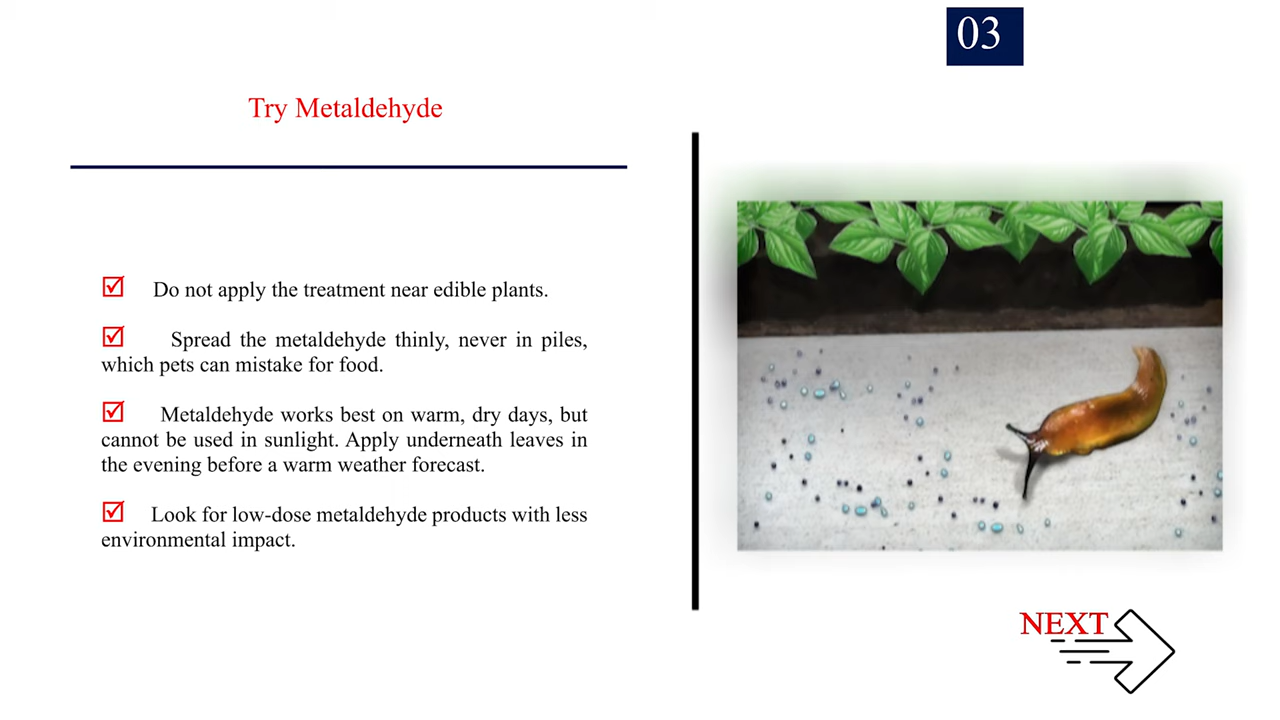 03
Try Metaldehyde
Do not apply the treatment near edible plants.
Spread the metaldehyde thinly, never in piles,
which pets can mistake for food.
Metaldehyde works best on warm, dry days, but
cannot be used in sunlight. Apply underneath leaves in
the evening before a warm weather forecast.
Look for low-dose metaldehyde products with less
environmental impact.
NEXT